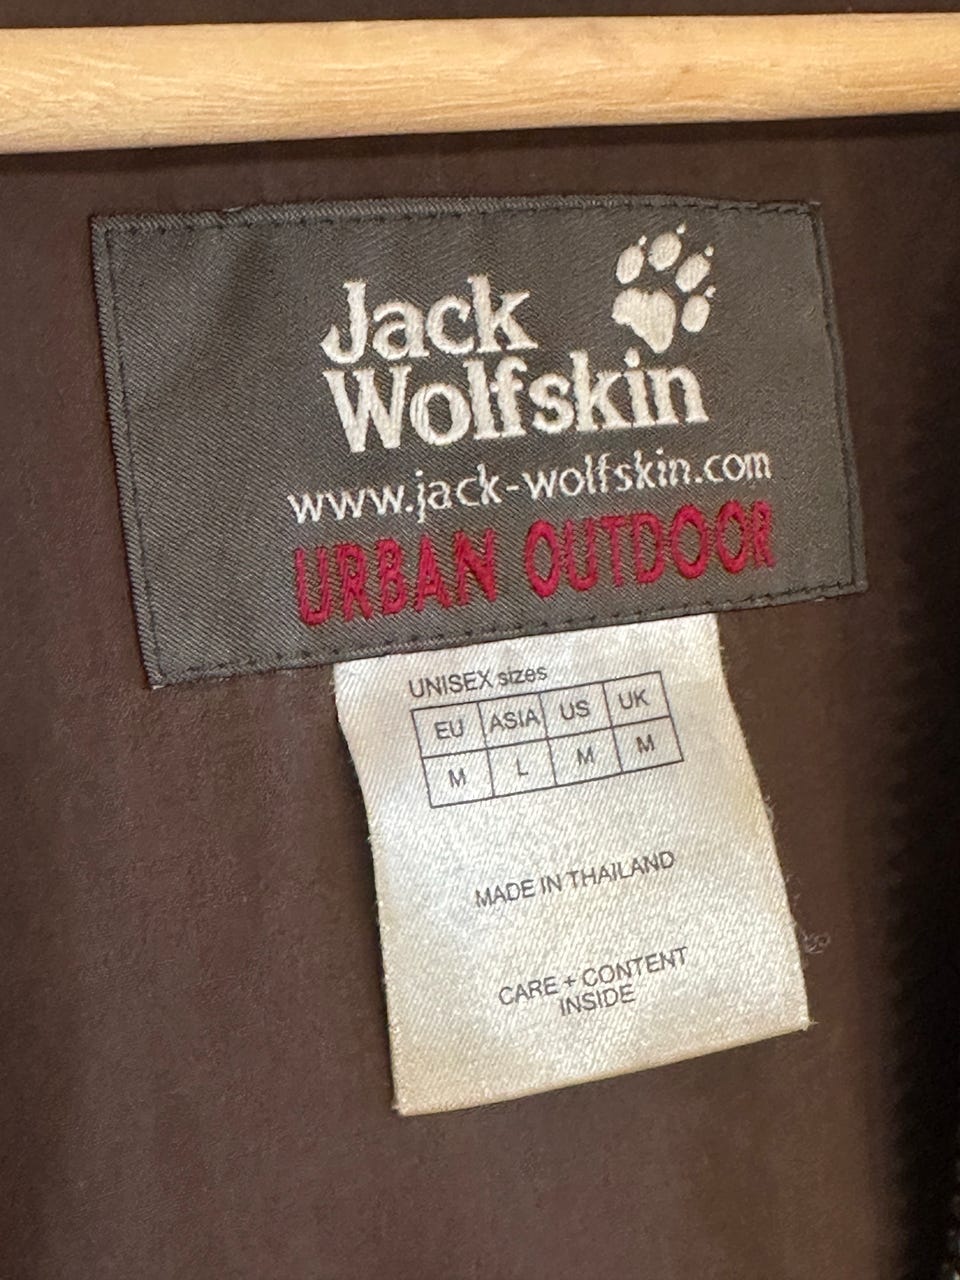 Jack
Wolfskin
www.jack-wolfskin.com
URBAN OUTDOOR
UNISEX sizes
EU ASIA US UK
M L M M
MADE IN THAILAND
CARE + CONTENT
INSIDE